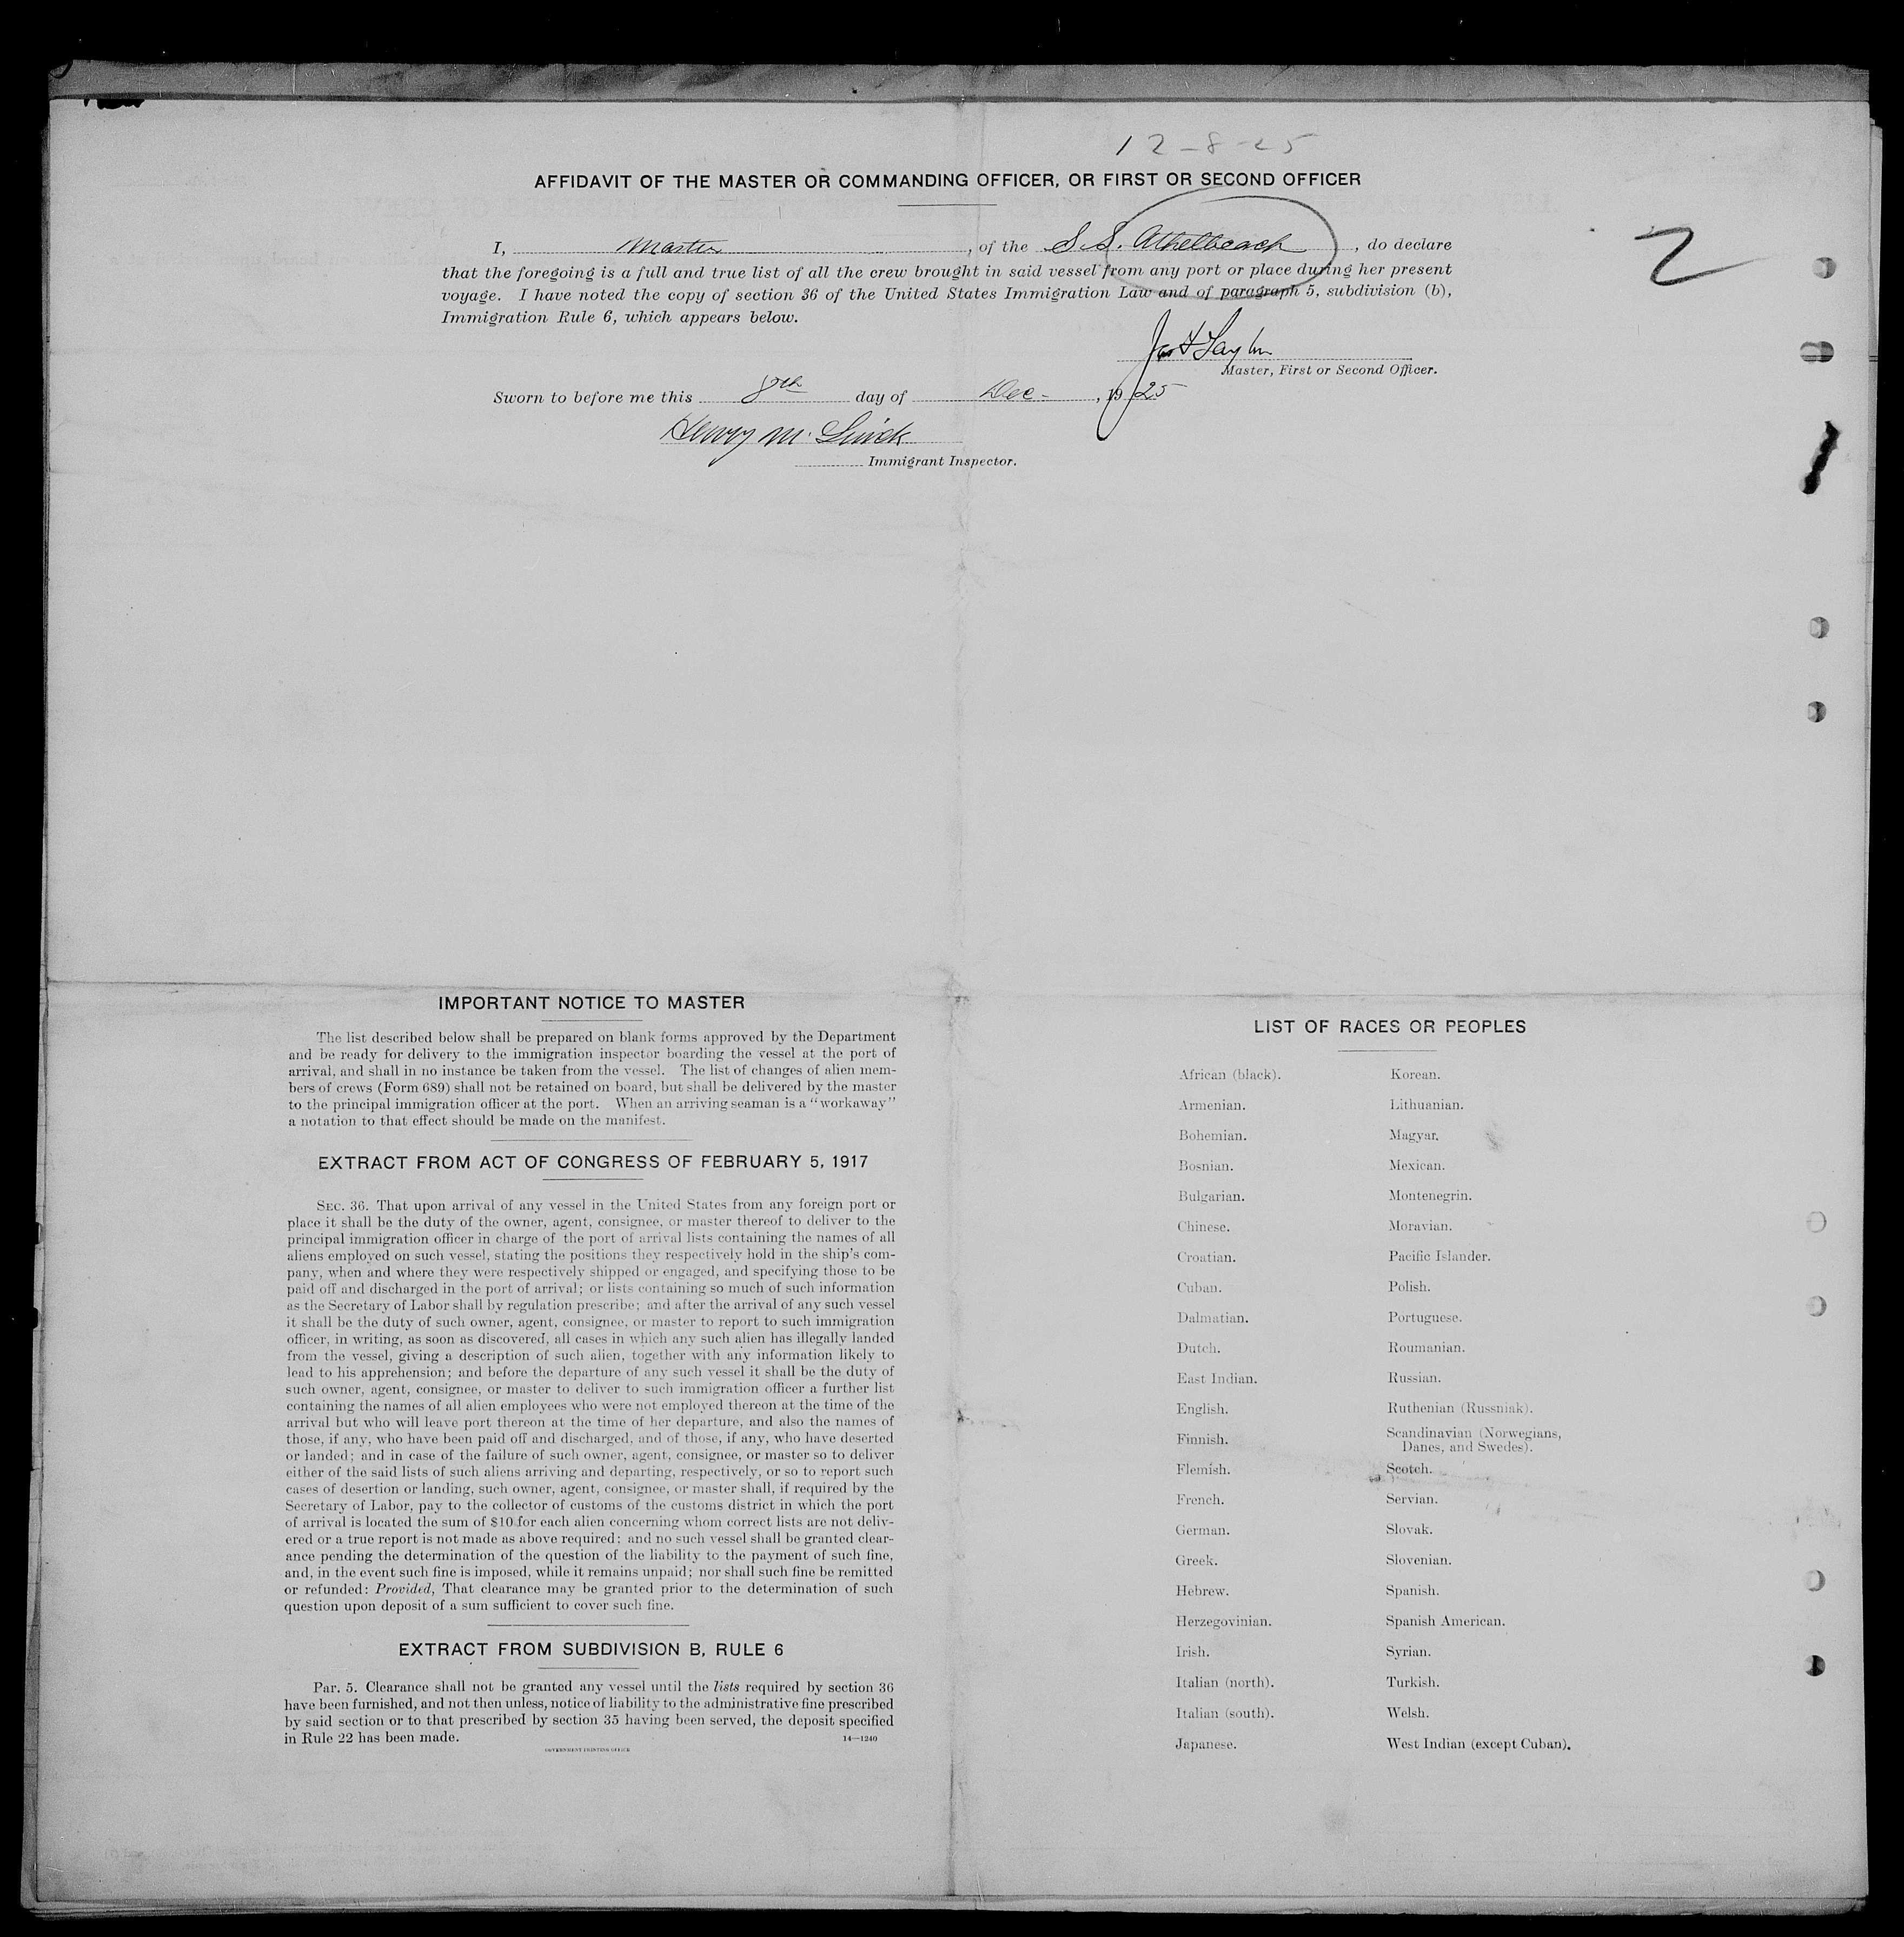 12-8-25
AFFIDAVIT OF THE MASTER OR COMMANDING OFFICER, OR FIRST OR SECOND OFFICER
I, Master, of the S.S. Athelbeach, do declare
that the foregoing is a full and true list of all the crew brought in said vessel from any port or place during her present
voyage. I have noted the copy of section 36 of the United States Immigration Law and of paragraph 5, subdivision (b),
Immigration Rule 6, which appears below.
2
Taylor
Master, First or Second Officer.
Sworn to before me this 8th day of Dec., 1925
Henry M.
Immigrant Inspector.
IMPORTANT NOTICE TO MASTER
The list described below shall be prepared on blank forms approved by the Department
and be ready for delivery to the immigration inspector boarding the vessel at the port of
arrival, and shall in no instance be taken from the vessel. The list of changes of alien mem-
bers of crews (Form 689) shall not be retained on board, but shall be delivered by the master
to the principal immigration officer at the port. When an arriving seaman is a "workaway"
a notation to that effect should be made on the manifest.
EXTRACT FROM ACT OF CONGRESS OF FEBRUARY 5, 1917
SEC. 36. That upon arrival of any vessel in the United States from any foreign port or
place it shall be the duty of the owner, agent, consignee, or master thereof to deliver to the
principal immigration officer in charge of the port of arrival lists containing the names of all
aliens employed on such vessel, stating the positions they respectively hold in the ship's com-
pany, when and where they were respectively shipped or engaged, and specifying those to be
paid off and discharged in the port of arrival; or lists containing so much of such information
as the Secretary of Labor shall by regulation prescribe; and after the arrival of any such vessel
it shall be the duty of such owner, agent, consignee, or master to report to such immigration
officer, in writing, as soon as discovered, all cases in which any such alien has illegally landed
from the vessel, giving a description of such alien, together with any information likely to
lead to his apprehension; and before the departure of any such vessel it shall be the duty of
such owner, agent, consignee, or master to deliver to such immigration officer a further list
containing the names of all alien employees who were not employed thereon at the time of the
arrival but who will leave port thereon at the time of her departure, and also the names of
those, if any, who have been paid off and discharged, and of those, if any, who have deserted
or landed; and in case of the failure of such owner, agent, consignee, or master so to deliver
either of the said lists of such aliens arriving and departing, respectively, or so to report such
cases of desertion or landing, such owner, agent, consignee, or master shall, if required by the
Secretary of Labor, pay to the collector of customs of the customs district in which the port
of arrival is located the sum of $10 for each alien concerning whom correct lists are not deliv-
ered or a true report is not made as above required; and no such vessel shall be granted clear-
ance pending the determination of the question of the liability to the payment of such fine,
and, in the event such fine is imposed, while it remains unpaid; nor shall such fine be remitted
or refunded: Provided, That clearance may be granted prior to the determination of such
question upon deposit of a sum sufficient to cover such fine.
EXTRACT FROM SUBDIVISION B, RULE 6
Par. 5. Clearance shall not be granted any vessel until the lists required by section 36
have been furnished, and not then unless, notice of liability to the administrative fine prescribed
by said section or to that prescribed by section 35 having been served, the deposit specified
in Rule 22 has been made.
14—1240
GOVERNMENT PRINTING OFFICE
LIST OF RACES OR PEOPLES
African (black).
Armenian.
Bohemian.
Bosnian.
Bulgarian.
Chinese.
Croatian.
Cuban.
Dalmatian.
Dutch.
East Indian.
English.
Finnish.
Flemish.
French.
German.
Greek.
Hebrew.
Herzegovinian.
Irish.
Italian (north).
Italian (south).
Japanese.
Korean.
Lithuanian.
Magyar.
Mexican.
Montenegrin.
Moravian.
Pacific Islander.
Polish.
Portuguese.
Roumanian.
Russian.
Ruthenian (Russniak).
Scandinavian (Norwegians,
Danes, and Swedes).
Scotch.
Servian.
Slovak.
Slovenian.
Spanish.
Spanish American.
Syrian.
Turkish.
Welsh.
West Indian (except Cuban).